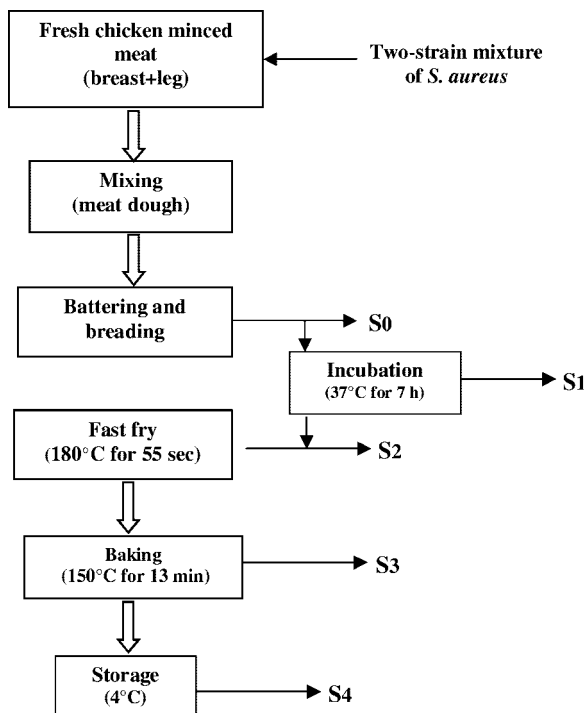 Fresh chicken minced
meat
(breast+leg)
Two-strain mixture
of S. aureus
Mixing
(meat dough)
Battering and
breading
S0
Incubation
(37°C for 7 h)
S1
Fast fry
(180°C for 55 sec)
S2
Baking
(150°C for 13 min)
S3
Storage
(4°C)
S4